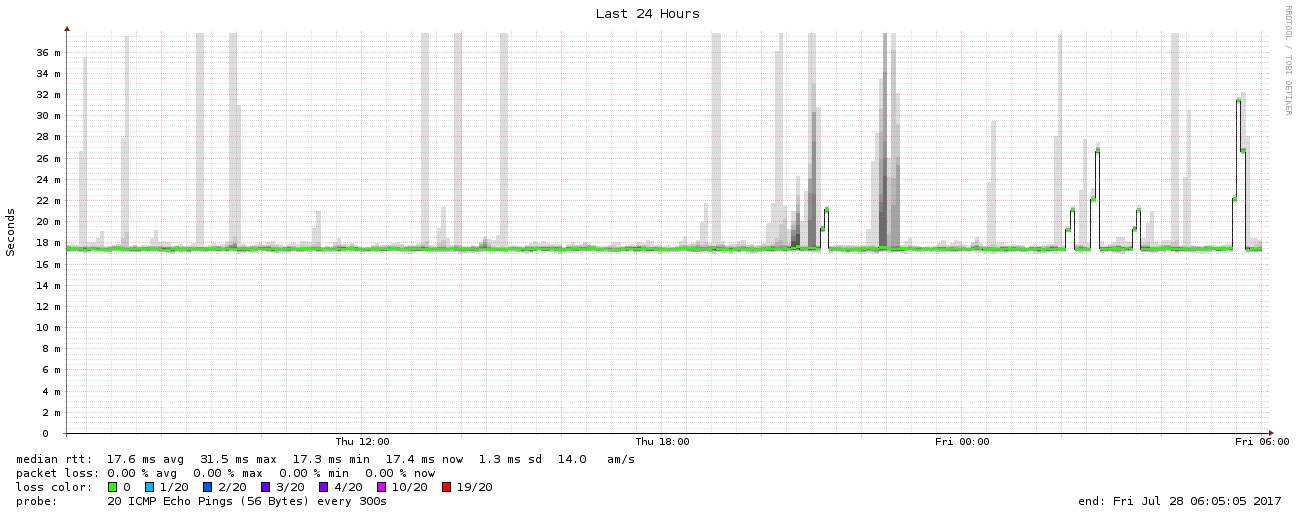 Last 24 Hours
RRDTOOL / TOBI OETIKER
Seconds
36 m
34 m
32 m
30 m
28 m
26 m
24 m
22 m
20 m
18 m
16 m
14 m
12 m
10 m
8 m
6 m
4 m
2 m
0
Thu 12:00 Thu 18:00 Fri 00:00 Fri 06:00
median rtt: 17.6 ms avg 31.5 ms max 17.3 ms min 17.4 ms now 1.3 ms sd 14.0 am/s
packet loss: 0.00 % avg 0.00 % max 0.00 % min 0.00 % now
loss color: 0 1/20 2/20 3/20 4/20 10/20 19/20
probe: 20 ICMP Echo Pings (56 Bytes) every 300s end: Fri Jul 28 06:05:05 2017